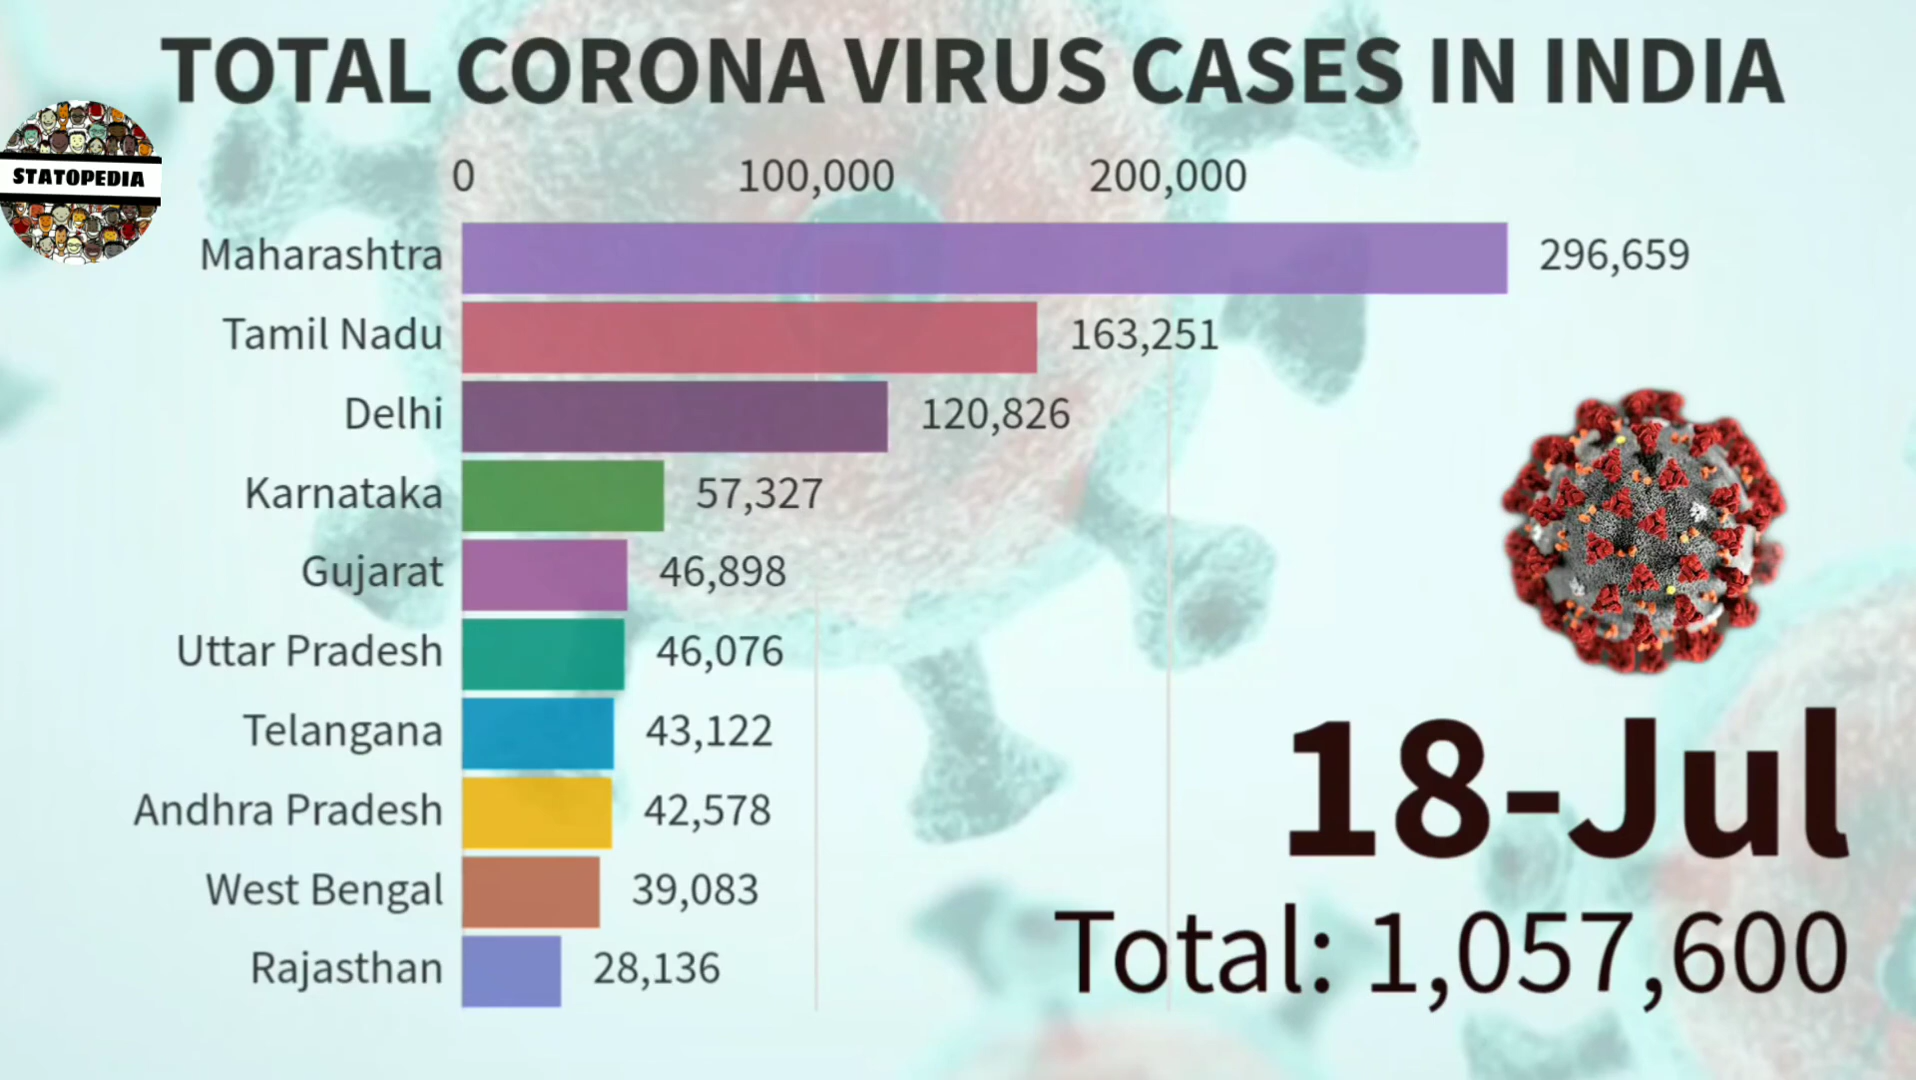 TOTAL CORONA VIRUS CASES IN INDIA
STATOPEDIA
0 100,000 200,000
Maharashtra 296,659
Tamil Nadu 163,251
Delhi 120,826
Karnataka 57,327
Gujarat 46,898
Uttar Pradesh 46,076
Telangana 43,122
Andhra Pradesh 42,578
West Bengal 39,083
Rajasthan 28,136
18-Jul
Total: 1,057,600